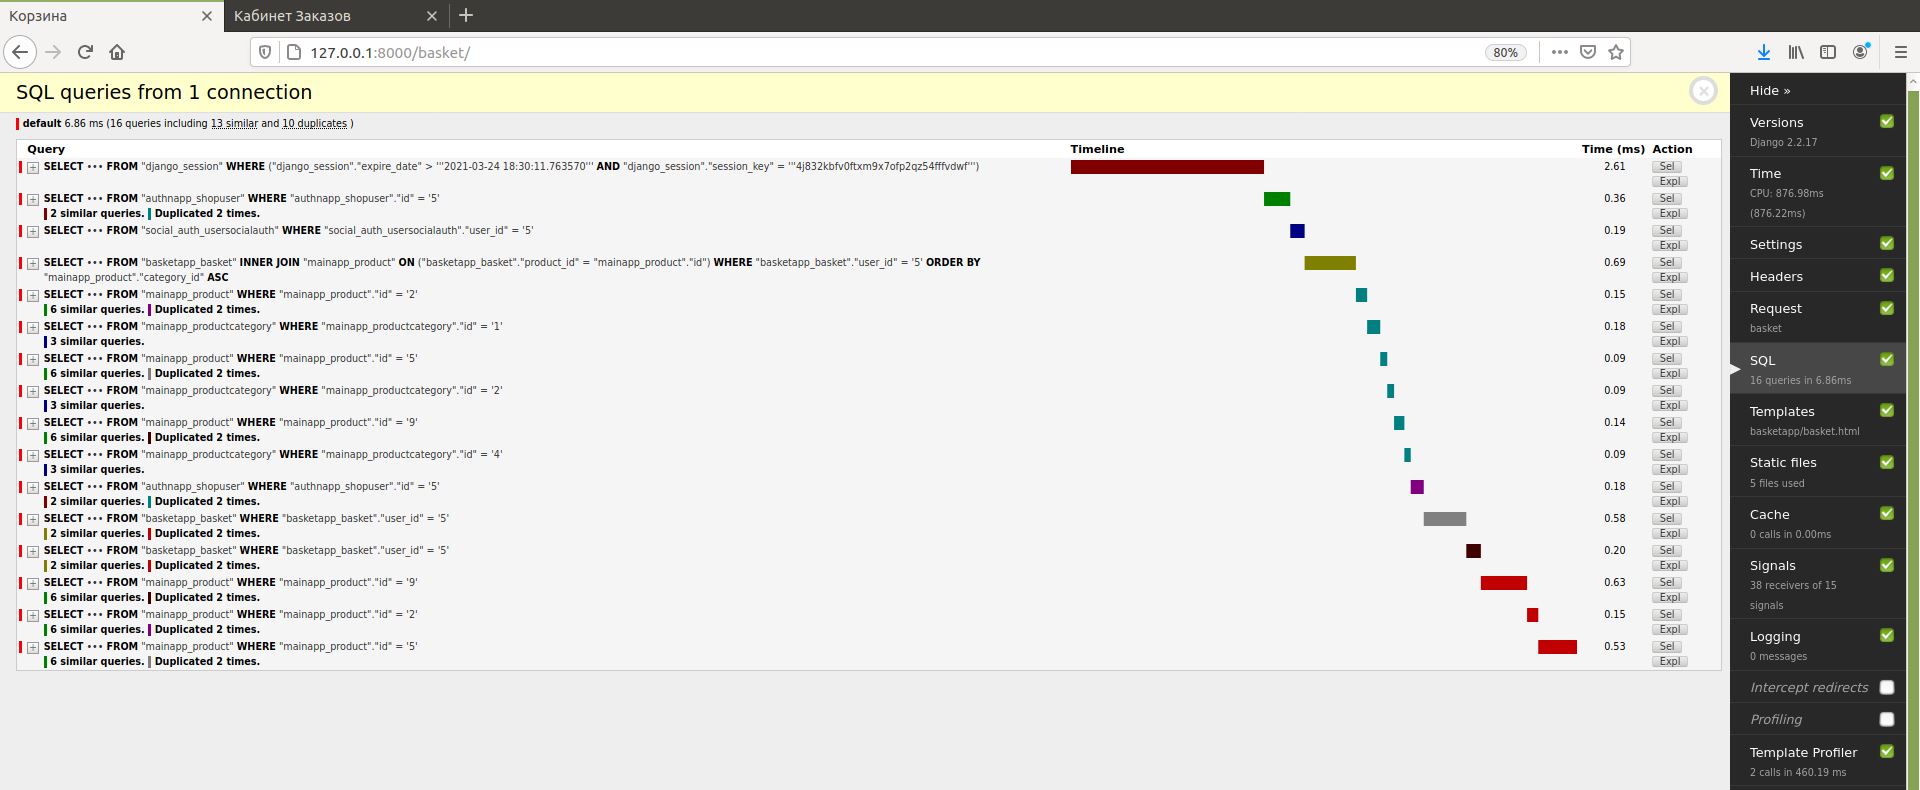 Корзина
Кабинет Заказов
127.0.0.1:8000/basket/
80%
SQL queries from 1 connection
default 6.86 ms (16 queries including 13 similar and 10 duplicates )
Query Timeline Time (ms) Action
SELECT ••• FROM "django_session" WHERE ("django_session"."expire_date" > '''2021-03-24 18:30:11.763570''' AND "django_session"."session_key" = '''4j832kbfv0ftxm9x7ofp2qz54fffvdwf''') 2.61 Sel
Expl
SELECT ••• FROM "authnapp_shopuser" WHERE "authnapp_shopuser"."id" = '5' 0.36 Sel
2 similar queries. Duplicated 2 times. Expl
SELECT ••• FROM "social_auth_usersocialauth" WHERE "social_auth_usersocialauth"."user_id" = '5' 0.19 Sel
Expl
SELECT ••• FROM "basketapp_basket" INNER JOIN "mainapp_product" ON ("basketapp_basket"."product_id" = "mainapp_product"."id") WHERE "basketapp_basket"."user_id" = '5' ORDER BY 0.69 Sel
"mainapp_product"."category_id" ASC Expl
SELECT ••• FROM "mainapp_product" WHERE "mainapp_product"."id" = '2' 0.15 Sel
6 similar queries. Duplicated 2 times. Expl
SELECT ••• FROM "mainapp_productcategory" WHERE "mainapp_productcategory"."id" = '1' 0.18 Sel
3 similar queries. Expl
SELECT ••• FROM "mainapp_product" WHERE "mainapp_product"."id" = '5' 0.09 Sel
6 similar queries. Duplicated 2 times. Expl
SELECT ••• FROM "mainapp_productcategory" WHERE "mainapp_productcategory"."id" = '2' 0.09 Sel
3 similar queries. Expl
SELECT ••• FROM "mainapp_product" WHERE "mainapp_product"."id" = '9' 0.14 Sel
6 similar queries. Duplicated 2 times. Expl
SELECT ••• FROM "mainapp_productcategory" WHERE "mainapp_productcategory"."id" = '4' 0.09 Sel
3 similar queries. Expl
SELECT ••• FROM "authnapp_shopuser" WHERE "authnapp_shopuser"."id" = '5' 0.18 Sel
2 similar queries. Duplicated 2 times. Expl
SELECT ••• FROM "basketapp_basket" WHERE "basketapp_basket"."user_id" = '5' 0.58 Sel
2 similar queries. Duplicated 2 times. Expl
SELECT ••• FROM "basketapp_basket" WHERE "basketapp_basket"."user_id" = '5' 0.20 Sel
2 similar queries. Duplicated 2 times. Expl
SELECT ••• FROM "mainapp_product" WHERE "mainapp_product"."id" = '9' 0.63 Sel
6 similar queries. Duplicated 2 times. Expl
SELECT ••• FROM "mainapp_product" WHERE "mainapp_product"."id" = '2' 0.15 Sel
6 similar queries. Duplicated 2 times. Expl
SELECT ••• FROM "mainapp_product" WHERE "mainapp_product"."id" = '5' 0.53 Sel
6 similar queries. Duplicated 2 times. Expl
Hide »
Versions
Django 2.2.17
Time
CPU: 876.98ms
(876.22ms)
Settings
Headers
Request
basket
SQL
16 queries in 6.86ms
Templates
basketapp/basket.html
Static files
5 files used
Cache
0 calls in 0.00ms
Signals
38 receivers of 15
signals
Logging
0 messages
Intercept redirects
Profiling
Template Profiler
2 calls in 460.19 ms